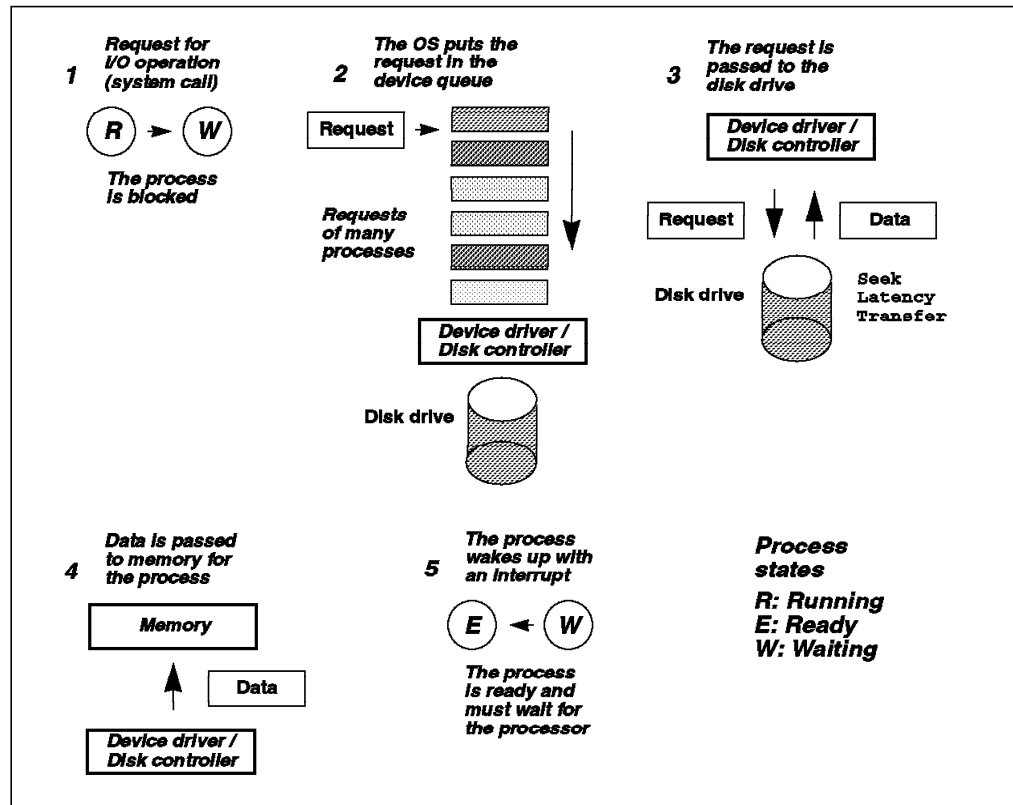 1
Request for
I/O operation
(system call)
R
W
The process
is blocked
2
The OS puts the
request in the
device queue
Request
Requests
of many
processes
Device driver /
Disk controller
Disk drive
3
The request is
passed to the
disk drive
Device driver /
Disk controller
Request
Data
Disk drive
Seek
Latency
Transfer
4
Data is passed
to memory for
the process
Memory
Data
Device driver /
Disk controller
5
The process
wakes up with
an interrupt
E
W
The process
is ready and
must wait for
the processor
Process
states
R: Running
E: Ready
W: Waiting